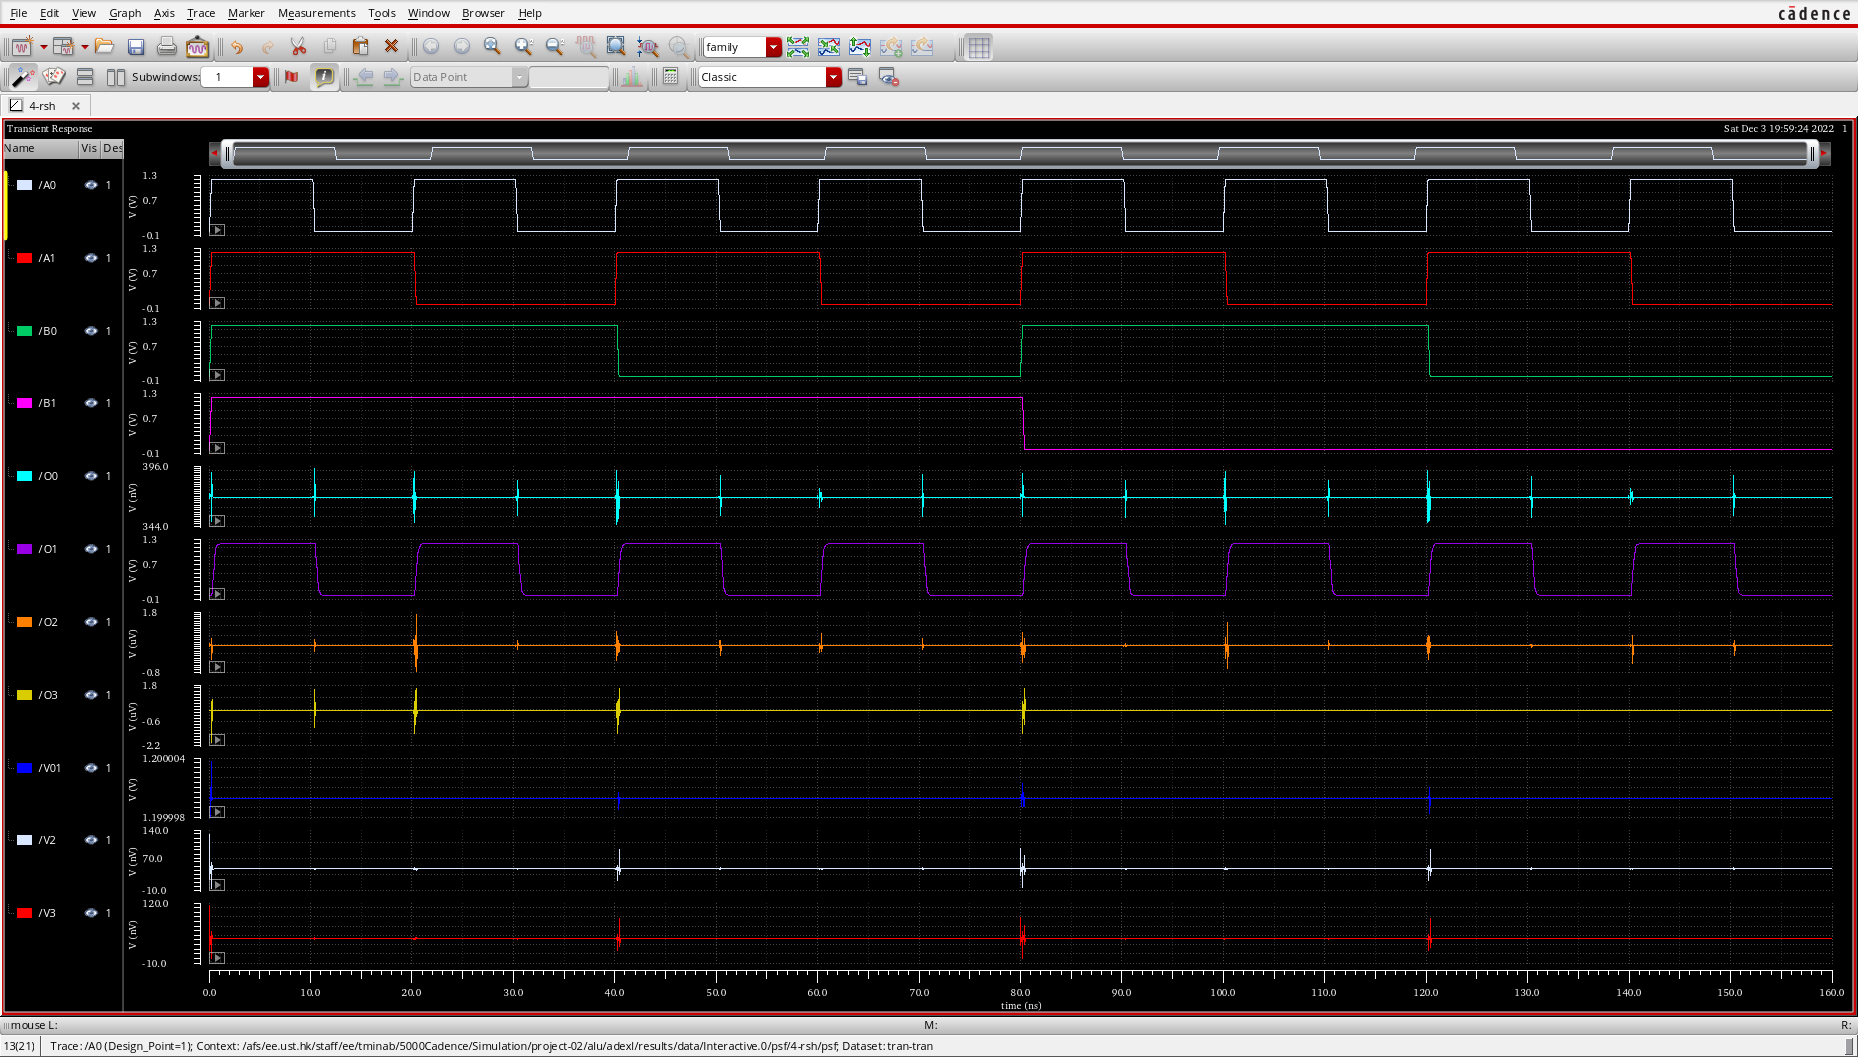 File Edit View Graph Axis Trace Marker Measurements Tools Window Browser Help
cādence
family
Subwindows: 1
Data Point
Classic
4-rsh
Transient Response
Sat Dec 3 19:59:24 2022 1
Name Vis Des
/A0 1
V (V)
1.3
0.7
-0.1
/A1 1
V (V)
1.3
0.7
-0.1
/B0 1
V (V)
1.3
0.7
-0.1
/B1 1
V (V)
1.3
0.7
-0.1
/O0 1
V (nV)
396.0
344.0
/O1 1
V (V)
1.3
0.7
-0.1
/O2 1
V (uV)
1.8
-0.8
/O3 1
V (uV)
1.8
-0.6
-2.2
/V01 1
V (V)
1.200004
1.199998
/V2 1
V (nV)
140.0
70.0
-10.0
/V3 1
V (nV)
120.0
-10.0
0.0 10.0 20.0 30.0 40.0 50.0 60.0 70.0 80.0 90.0 100.0 110.0 120.0 130.0 140.0 150.0 160.0
time (ns)
mouse L: M: R:
13(21) Trace: /A0 (Design_Point=1); Context: /afs/ee.ust.hk/staff/ee/tminab/5000Cadence/Simulation/project-02/alu/adexl/results/data/Interactive.0/psf/4-rsh/psf; Dataset: tran-tran